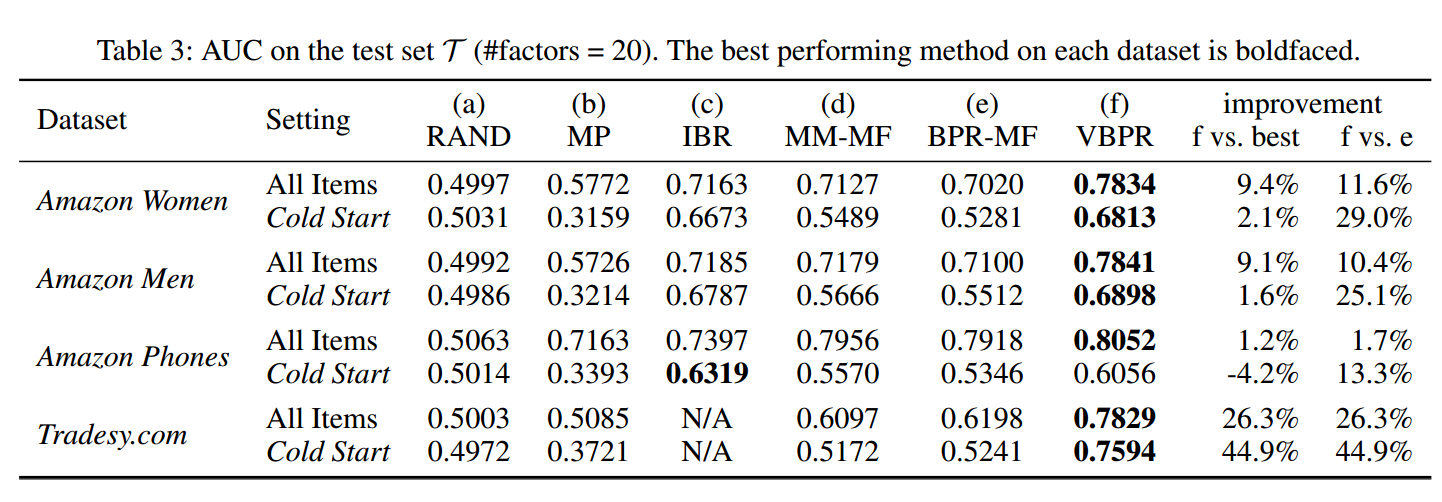 Table 3: AUC on the test set 𝒯 (#factors = 20). The best performing method on each dataset is boldfaced.
Dataset Setting (a) (b) (c) (d) (e) (f) improvement
RAND MP IBR MM-MF BPR-MF VBPR f vs. best f vs. e
Amazon Women All Items 0.4997 0.5772 0.7163 0.7127 0.7020 0.7834 9.4% 11.6%
Cold Start 0.5031 0.3159 0.6673 0.5489 0.5281 0.6813 2.1% 29.0%
Amazon Men All Items 0.4992 0.5726 0.7185 0.7179 0.7100 0.7841 9.1% 10.4%
Cold Start 0.4986 0.3214 0.6787 0.5666 0.5512 0.6898 1.6% 25.1%
Amazon Phones All Items 0.5063 0.7163 0.7397 0.7956 0.7918 0.8052 1.2% 1.7%
Cold Start 0.5014 0.3393 0.6319 0.5570 0.5346 0.6056 -4.2% 13.3%
Tradesy.com All Items 0.5003 0.5085 N/A 0.6097 0.6198 0.7829 26.3% 26.3%
Cold Start 0.4972 0.3721 N/A 0.5172 0.5241 0.7594 44.9% 44.9%